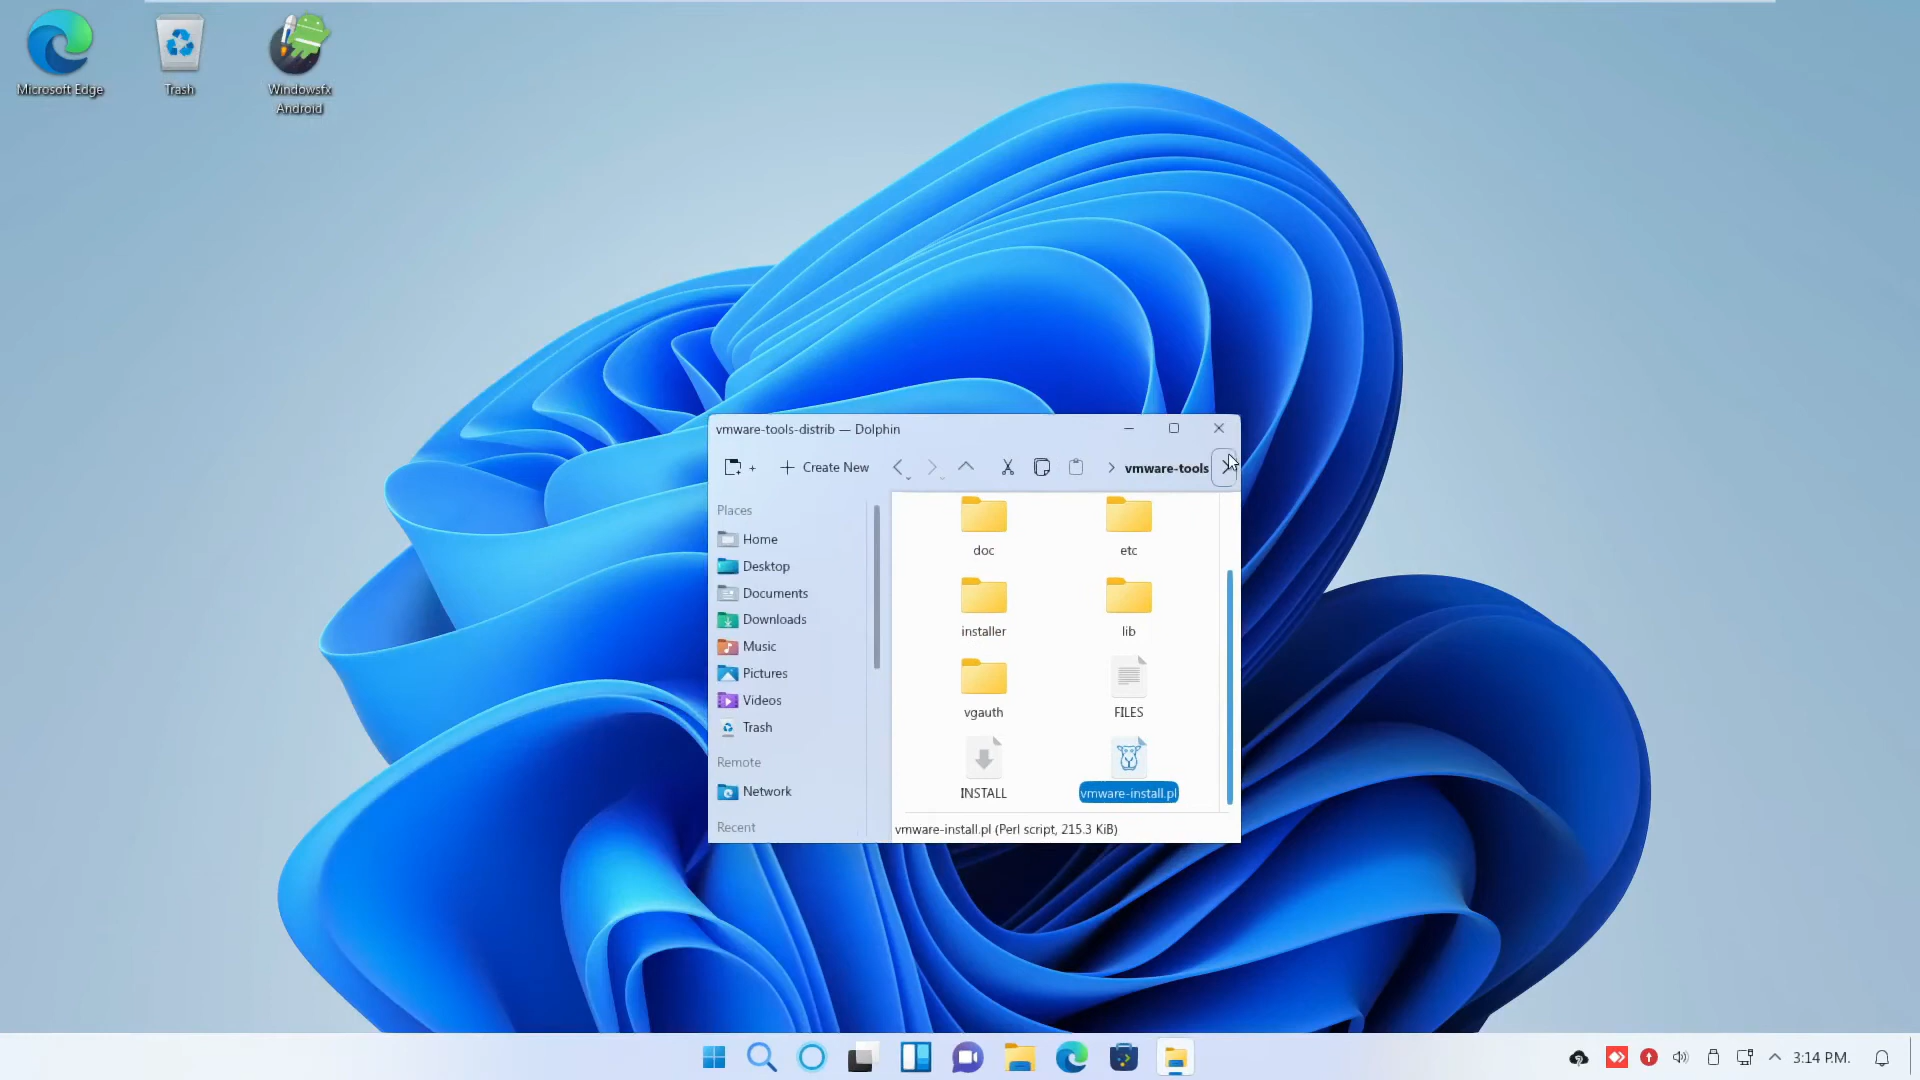 Microsoft Edge
Trash
Windowsfx
Android
vmware-tools-distrib — Dolphin
Create New
vmware-tools
Places
Home
Desktop
Documents
Downloads
Music
Pictures
Videos
Trash
Remote
Network
Recent
doc
etc
installer
lib
vgauth
FILES
INSTALL
vmware-install.pl
vmware-install.pl (Perl script, 215.3 KiB)
3:14 P.M.